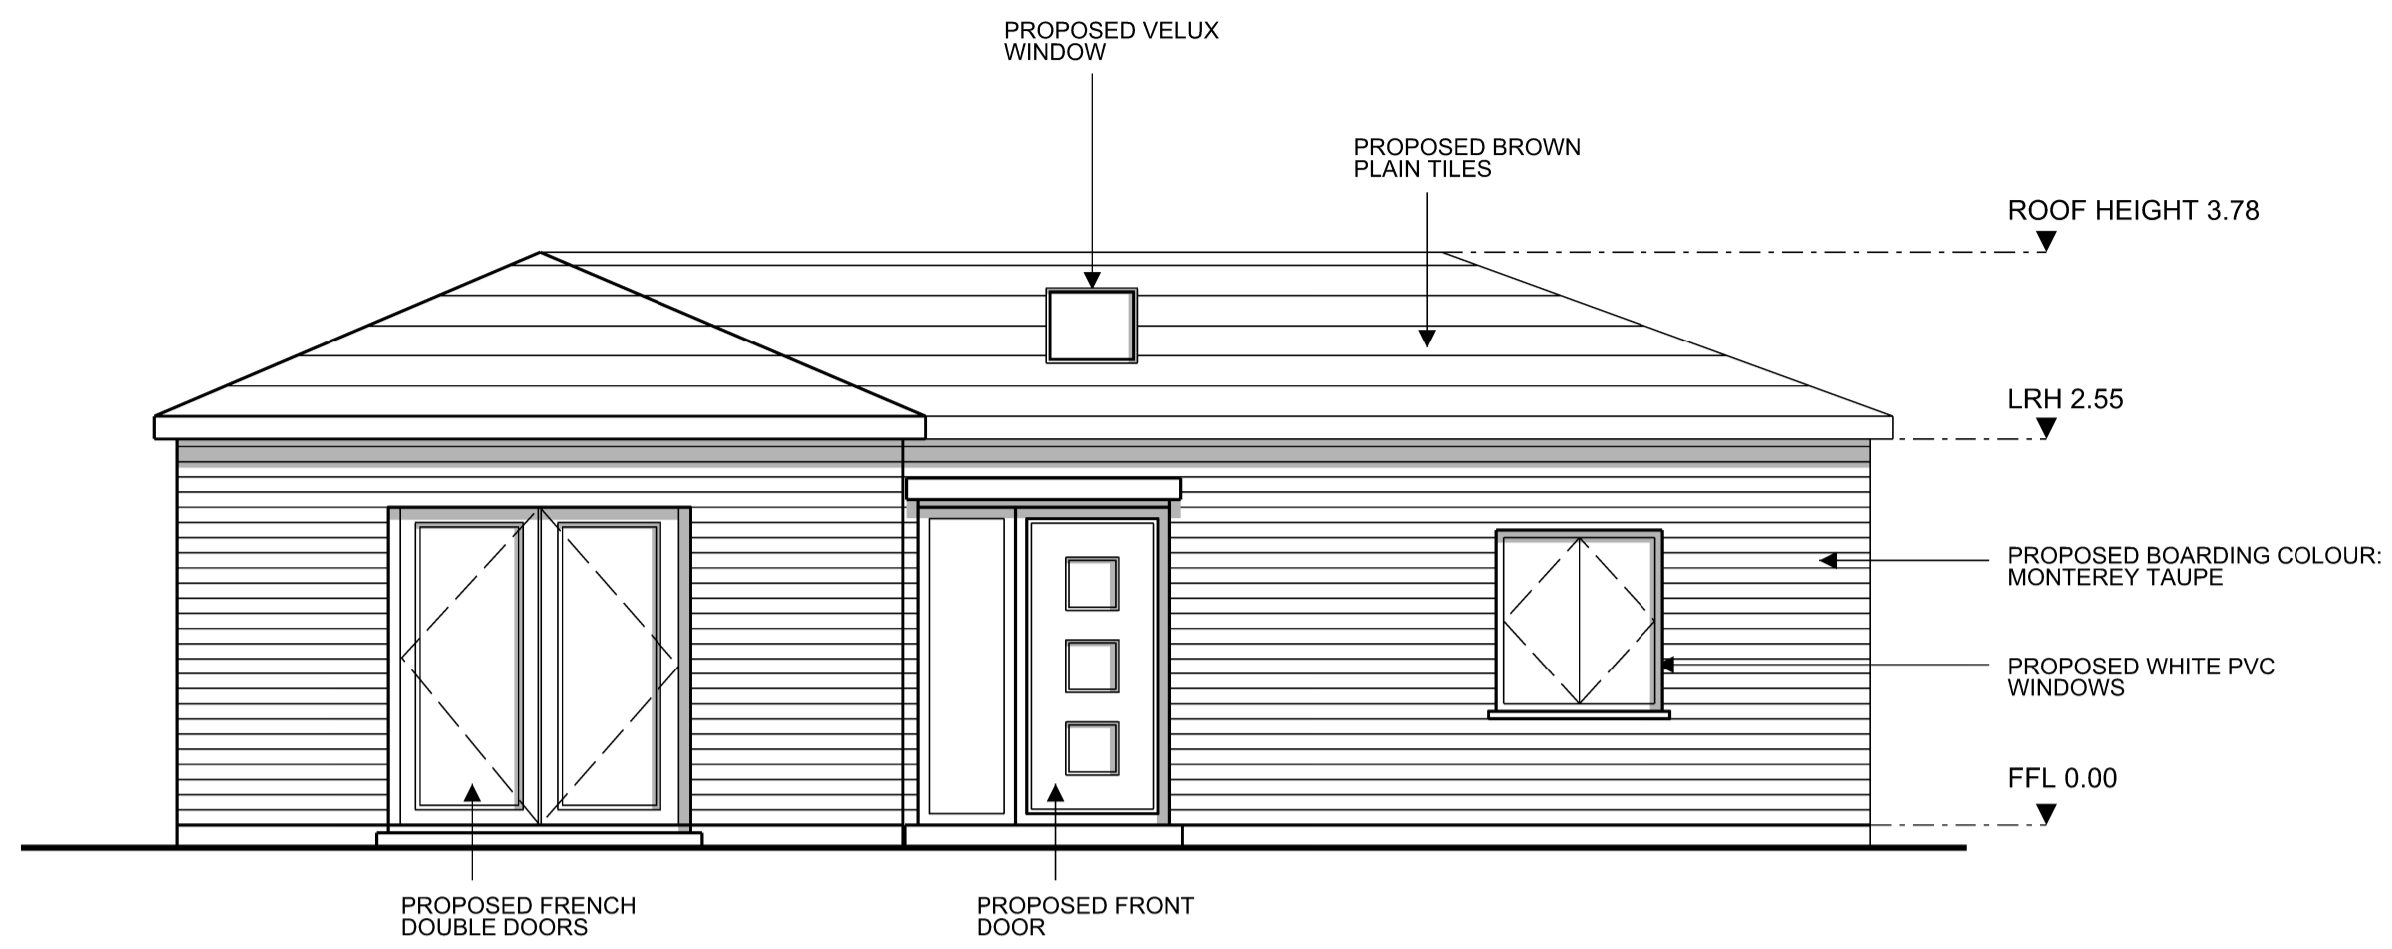 PROPOSED VELUX
WINDOW
PROPOSED BROWN
PLAIN TILES
ROOF HEIGHT 3.78
LRH 2.55
PROPOSED BOARDING COLOUR:
MONTEREY TAUPE
PROPOSED WHITE PVC
WINDOWS
FFL 0.00
PROPOSED FRENCH
DOUBLE DOORS
PROPOSED FRONT
DOOR